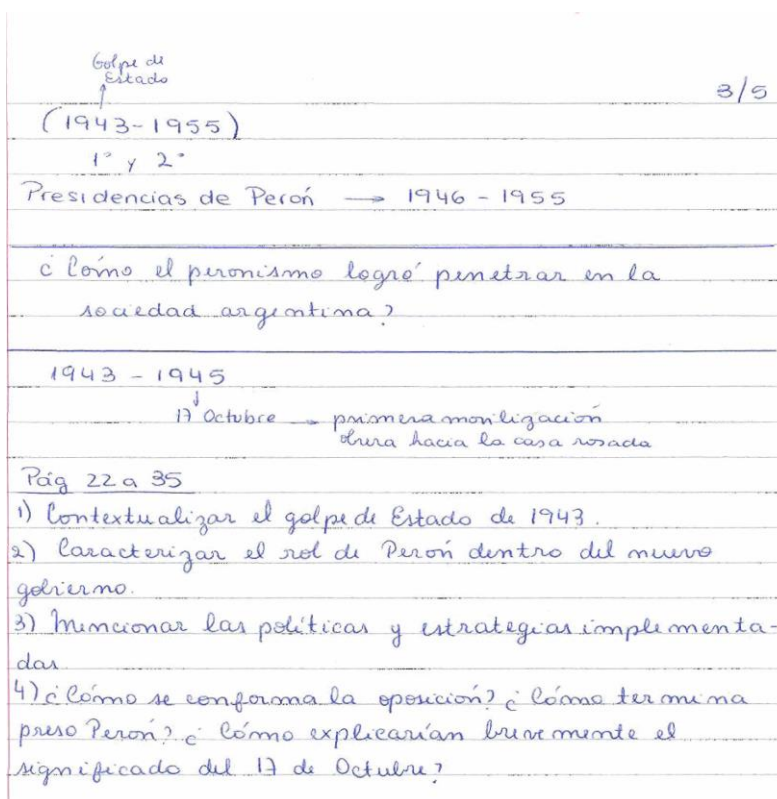 Golpe de
Estado
3/5
(1943-1955)
1° y 2°
Presidencias de Perón → 1946 - 1955
¿Cómo el peronismo logró penetrar en la
sociedad argentina?
1943 - 1945
↓
17 Octubre → primera movilización
obrera hacia la casa rosada
Pág 22 a 35
1) Contextualizar el golpe de Estado de 1943.
2) Caracterizar el rol de Perón dentro del nuevo
gobierno.
3) Mencionar las políticas y estrategias implementa-
das
4) ¿Cómo se conforma la oposición? ¿Cómo termina
preso Perón? ¿Cómo explicarían brevemente el
significado del 17 de Octubre?